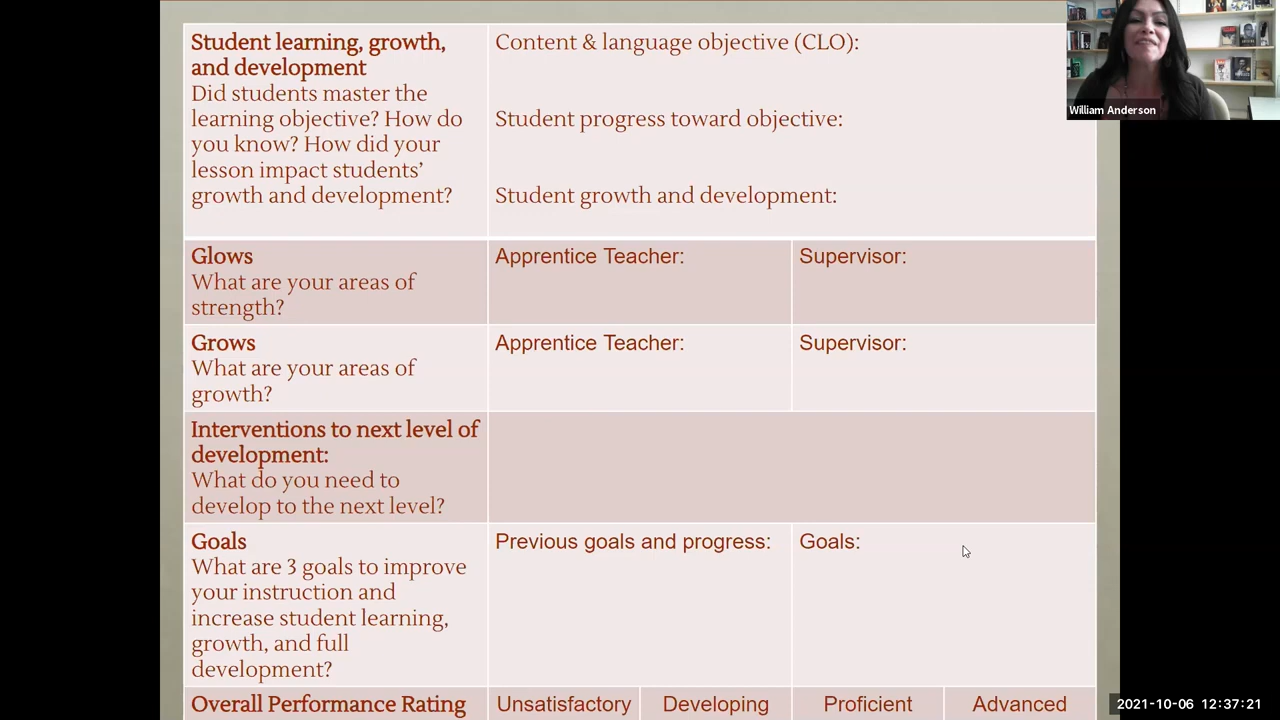 Student learning, growth,
and development
Did students master the
learning objective? How do
you know? How did your
lesson impact students’
growth and development?
Content & language objective (CLO):
Student progress toward objective:
Student growth and development:
Glows
What are your areas of
strength?
Apprentice Teacher:
Supervisor:
Grows
What are your areas of
growth?
Apprentice Teacher:
Supervisor:
Interventions to next level of
development:
What do you need to
develop to the next level?
Goals
What are 3 goals to improve
your instruction and
increase student learning,
growth, and full
development?
Previous goals and progress:
Goals:
Overall Performance Rating
Unsatisfactory
Developing
Proficient
Advanced
William Anderson
2021-10-06 12:37:21